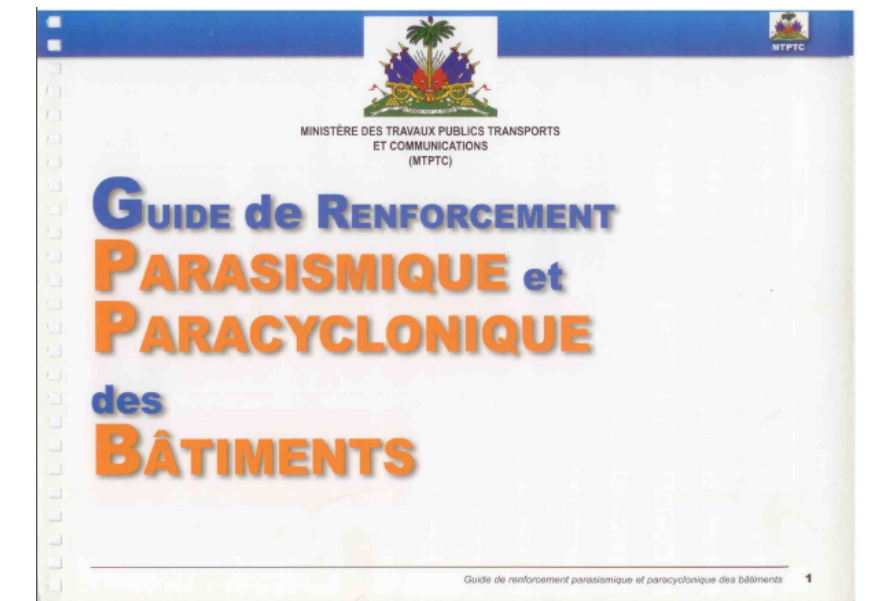 MTPTC
MINISTÈRE DES TRAVAUX PUBLICS TRANSPORTS
ET COMMUNICATIONS
(MTPTC)
GUIDE de RENFORCEMENT
PARASISMIQUE et
PARACYCLONIQUE
des
BÂTIMENTS
Guide de renforcement parasismique et paracyclonique des bâtiments 1